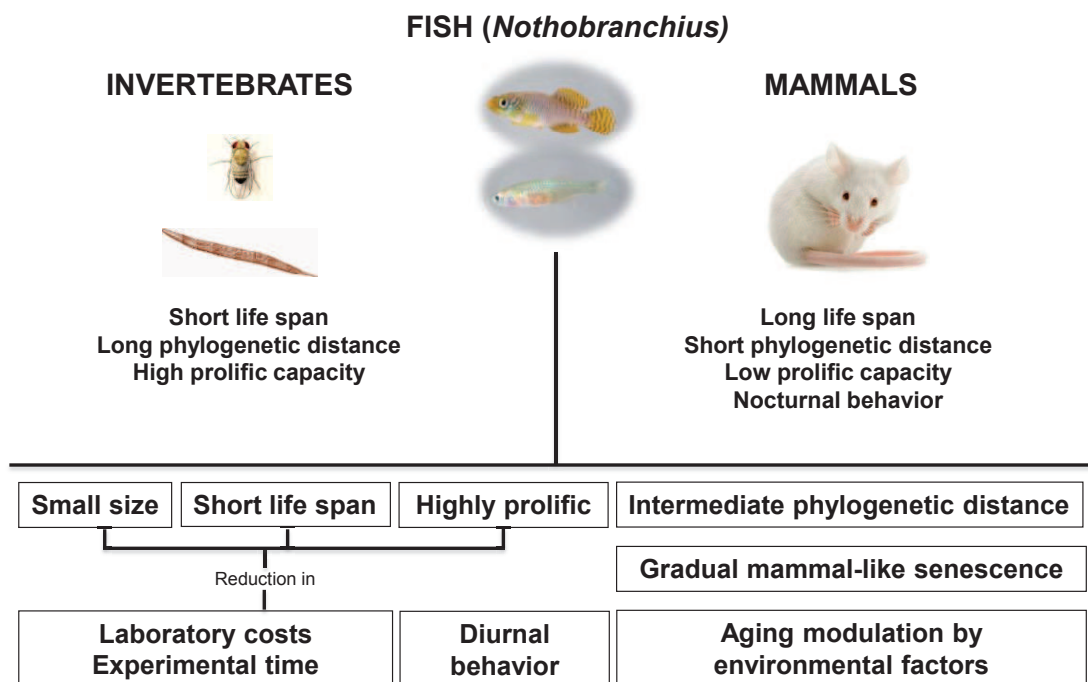 FISH (Nothobranchius)
INVERTEBRATES
MAMMALS
Short life span
Long phylogenetic distance
High prolific capacity
Long life span
Short phylogenetic distance
Low prolific capacity
Nocturnal behavior
Small size
Short life span
Highly prolific
Intermediate phylogenetic distance
Reduction in
Gradual mammal-like senescence
Laboratory costs
Experimental time
Diurnal
behavior
Aging modulation by
environmental factors